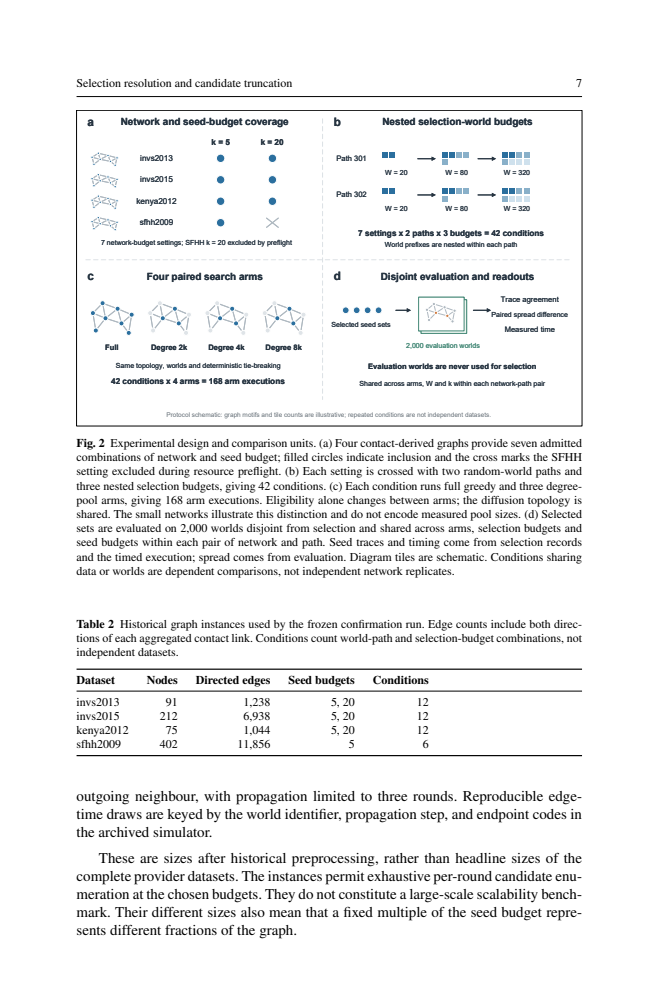 Selection resolution and candidate truncation 7
a Network and seed-budget coverage
k = 5 k = 20
invs2013
invs2015
kenya2012
sfhh2009
7 network-budget settings; SFHH k = 20 excluded by preflight
b Nested selection-world budgets
Path 301
W = 20 W = 80 W = 320
Path 302
W = 20 W = 80 W = 320
7 settings x 2 paths x 3 budgets = 42 conditions
World prefixes are nested within each path
c Four paired search arms
Full Degree 2k Degree 4k Degree 8k
Same topology, worlds and deterministic tie-breaking
42 conditions x 4 arms = 168 arm executions
d Disjoint evaluation and readouts
Selected seed sets
2,000 evaluation worlds
Trace agreement
Paired spread difference
Measured time
Evaluation worlds are never used for selection
Shared across arms, W and k within each network-path pair
Protocol schematic: graph motifs and tile counts are illustrative; repeated conditions are not independent datasets.
Fig. 2 Experimental design and comparison units. (a) Four contact-derived graphs provide seven admitted
combinations of network and seed budget; filled circles indicate inclusion and the cross marks the SFHH
setting excluded during resource preflight. (b) Each setting is crossed with two random-world paths and
three nested selection budgets, giving 42 conditions. (c) Each condition runs full greedy and three degree-
pool arms, giving 168 arm executions. Eligibility alone changes between arms; the diffusion topology is
shared. The small networks illustrate this distinction and do not encode measured pool sizes. (d) Selected
sets are evaluated on 2,000 worlds disjoint from selection and shared across arms, selection budgets and
seed budgets within each pair of network and path. Seed traces and timing come from selection records
and the timed execution; spread comes from evaluation. Diagram tiles are schematic. Conditions sharing
data or worlds are dependent comparisons, not independent network replicates.
Table 2 Historical graph instances used by the frozen confirmation run. Edge counts include both direc-
tions of each aggregated contact link. Conditions count world-path and selection-budget combinations, not
independent datasets.
Dataset Nodes Directed edges Seed budgets Conditions
invs2013 91 1,238 5, 20 12
invs2015 212 6,938 5, 20 12
kenya2012 75 1,044 5, 20 12
sfhh2009 402 11,856 5 6
outgoing neighbour, with propagation limited to three rounds. Reproducible edge-
time draws are keyed by the world identifier, propagation step, and endpoint codes in
the archived simulator.
These are sizes after historical preprocessing, rather than headline sizes of the
complete provider datasets. The instances permit exhaustive per-round candidate enu-
meration at the chosen budgets. They do not constitute a large-scale scalability bench-
mark. Their different sizes also mean that a fixed multiple of the seed budget repre-
sents different fractions of the graph.